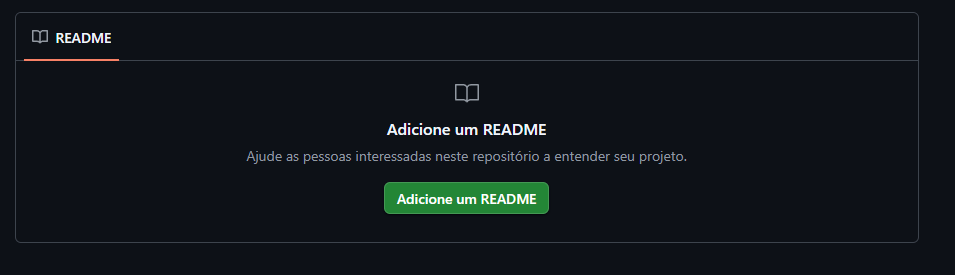 README
Adicione um README
Ajude as pessoas interessadas neste repositório a entender seu projeto.
Adicione um README